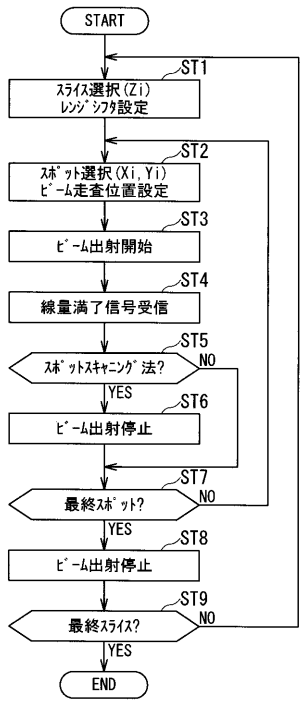 START
ST1
スライス選択(Zi)
レンジシフタ設定
ST2
スポット選択(Xi,Yi)
ビーム走査位置設定
ST3
ビーム出射開始
ST4
線量満了信号受信
ST5
スポットスキャニング法?
NO
YES
ST6
ビーム出射停止
ST7
最終スポット?
NO
YES
ST8
ビーム出射停止
ST9
最終スライス?
NO
YES
END